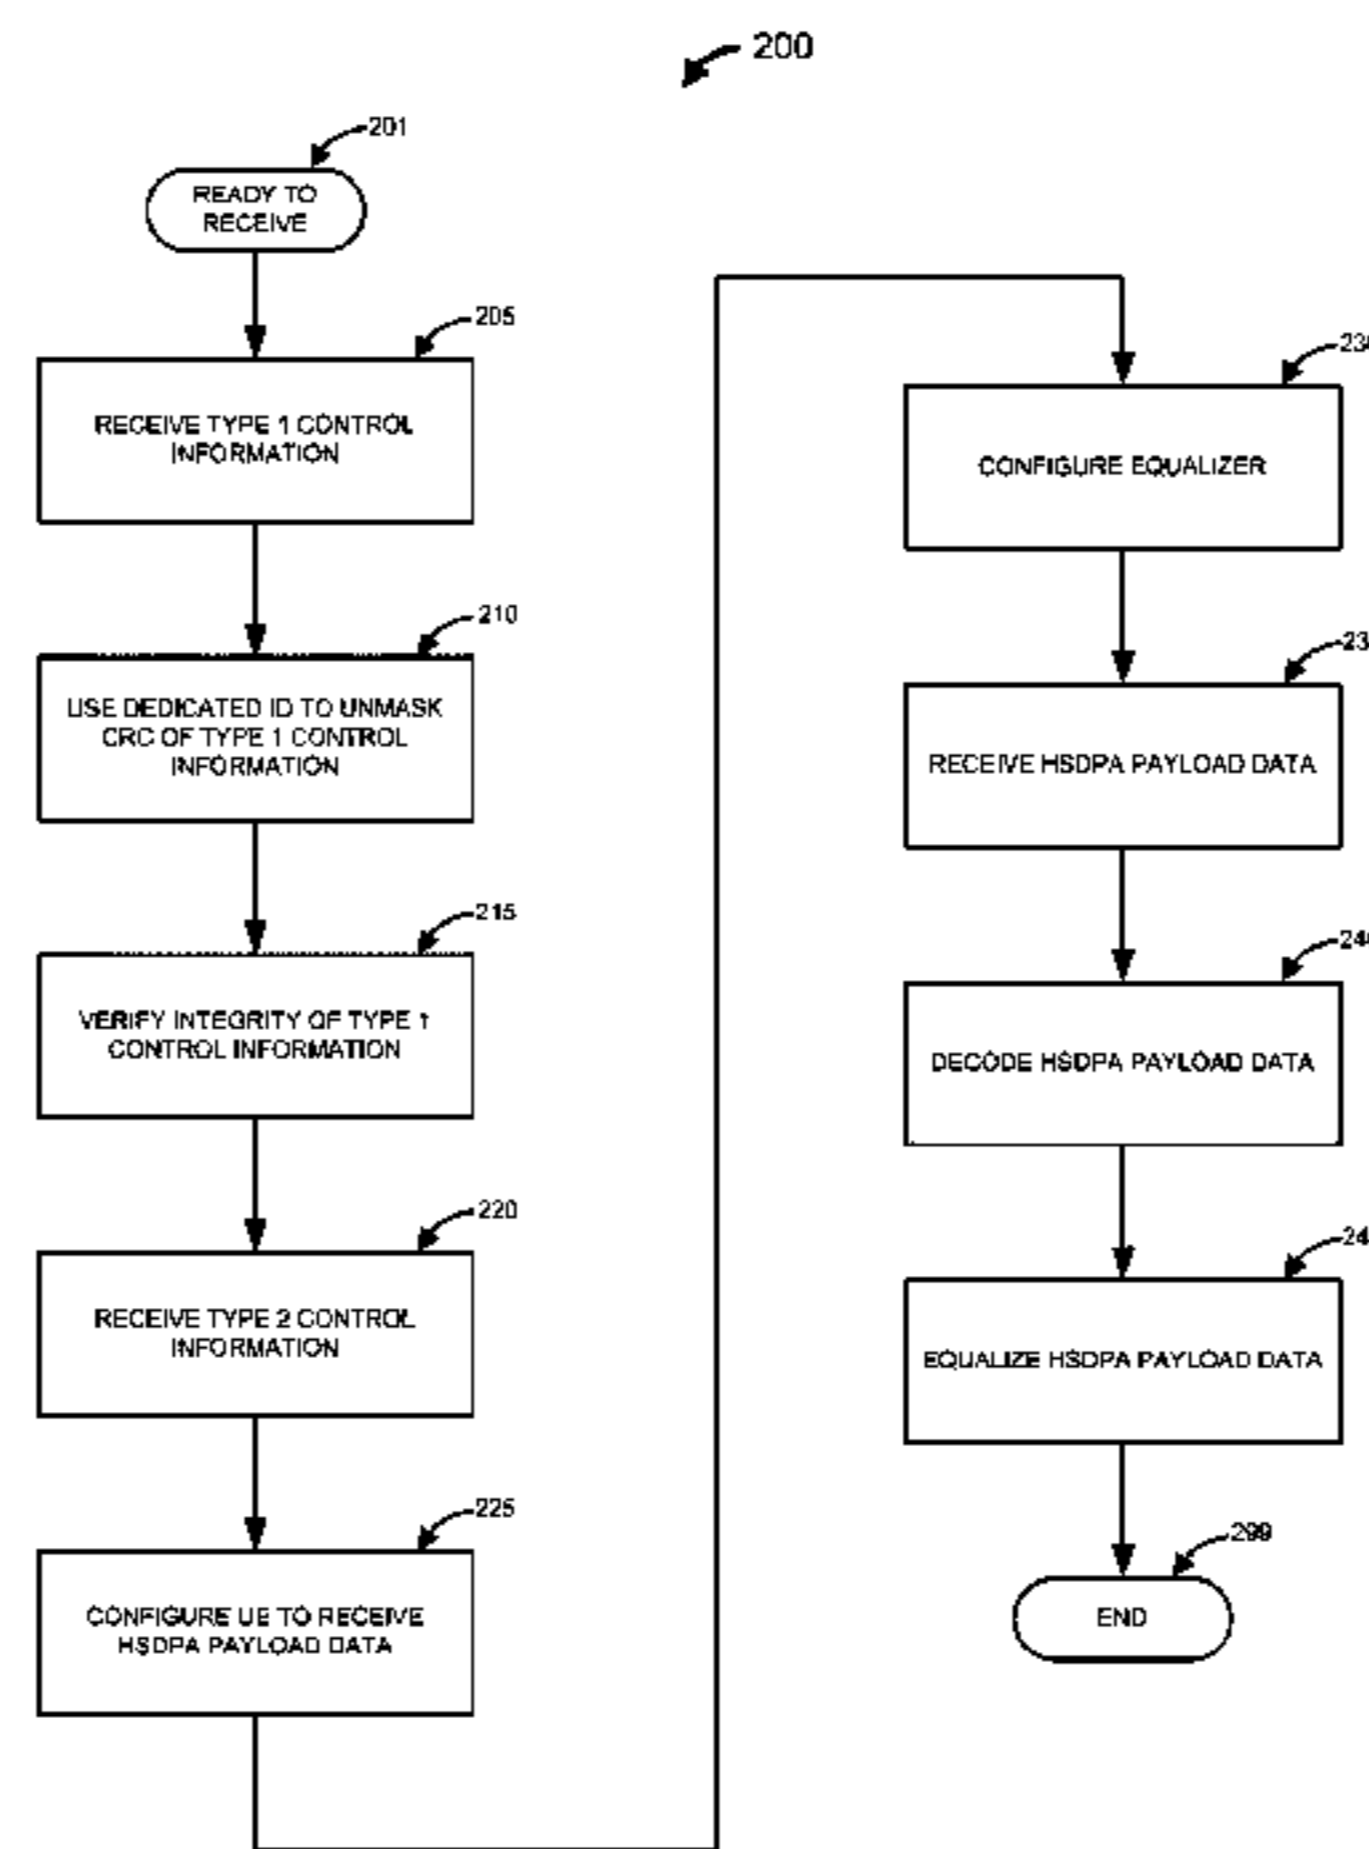 200
201
READY TO
RECEIVE
205
RECEIVE TYPE 1 CONTROL
INFORMATION
210
USE DEDICATED ID TO UNMASK
CRC OF TYPE 1 CONTROL
INFORMATION
215
VERIFY INTEGRITY OF TYPE 1
CONTROL INFORMATION
220
RECEIVE TYPE 2 CONTROL
INFORMATION
225
CONFIGURE UE TO RECEIVE
HSDPA PAYLOAD DATA
CONFIGURE EQUALIZER
RECEIVE HSDPA PAYLOAD DATA
DECODE HSDPA PAYLOAD DATA
EQUALIZE HSDPA PAYLOAD DATA
299
END